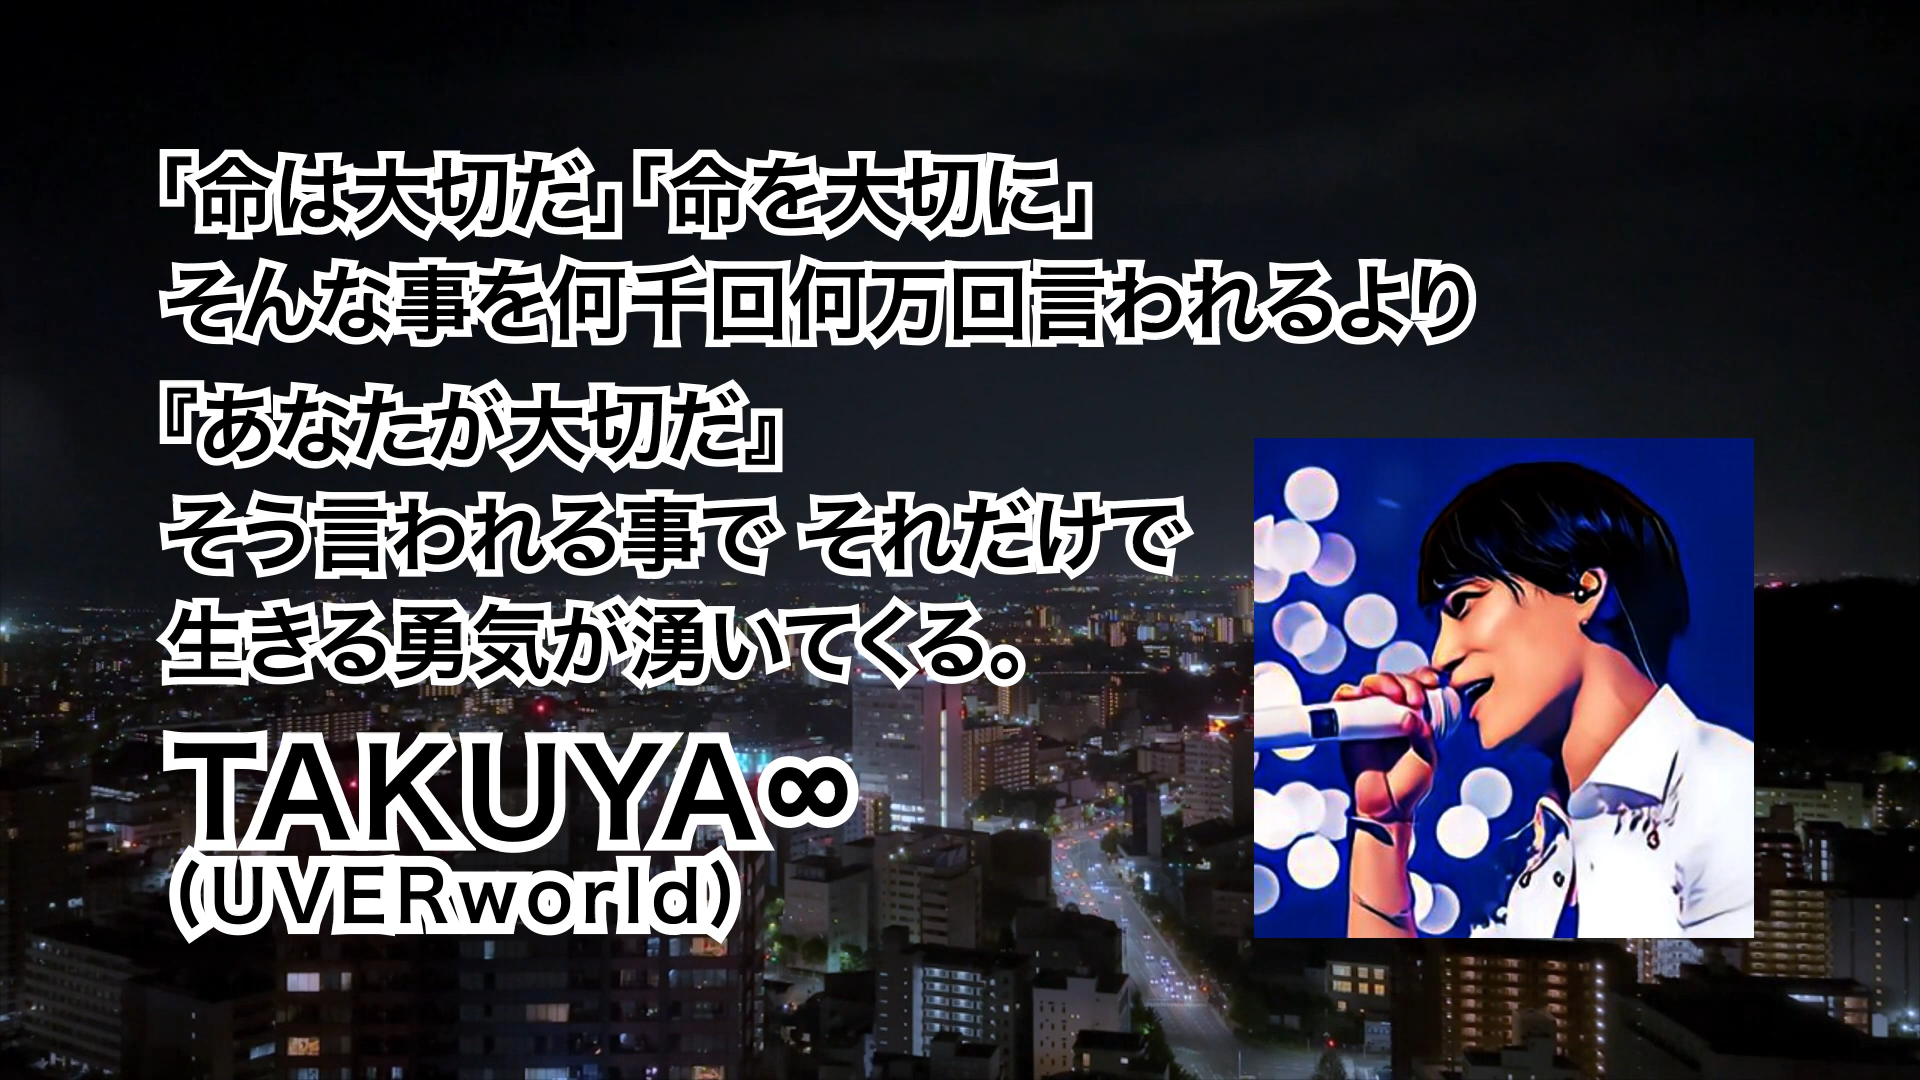 「命は大切だ」「命を大切に」
そんな事を何千回何万回言われるより
『あなたが大切だ』
そう言われる事で それだけで
生きる勇気が湧いてくる。
TAKUYA∞
（UVERworld）